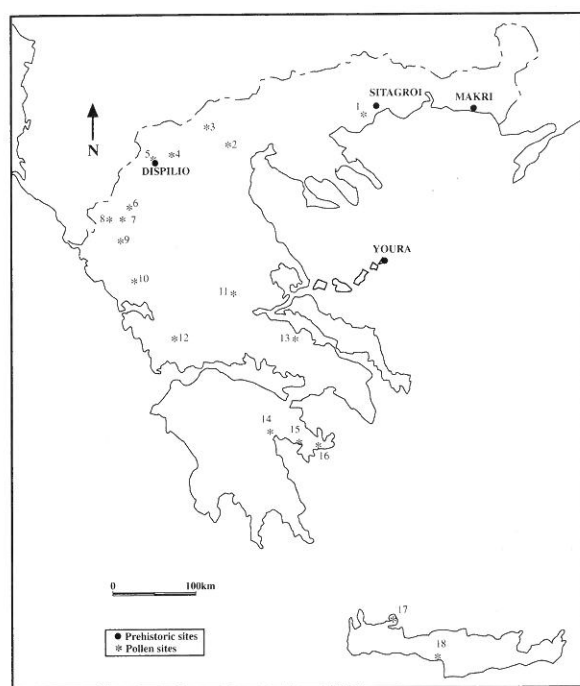 SITAGROI
MAKRI
1
3
2
N
5
4
DISPILIO
6
8
7
9
YOURA
10
11
12
13
14
15
16
0 100km
17
18
● Prehistoric sites
* Pollen sites